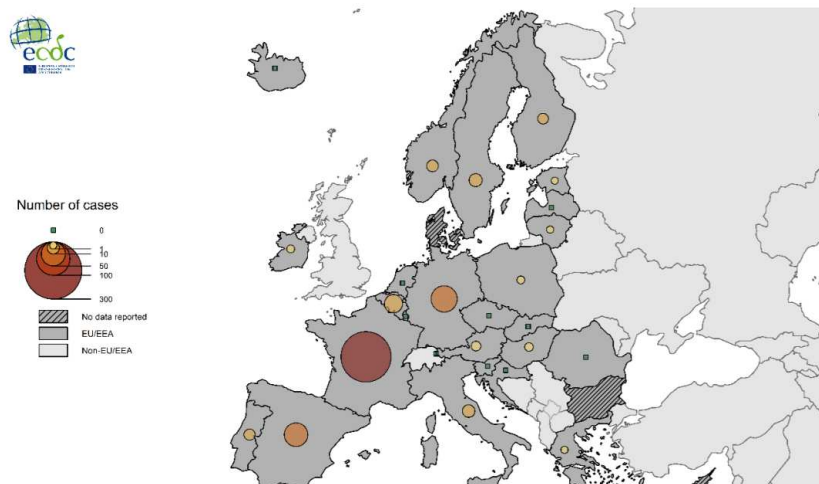 ecdc
Number of cases
0
1
10
50
100
300
No data reported
EU/EEA
Non-EU/EEA